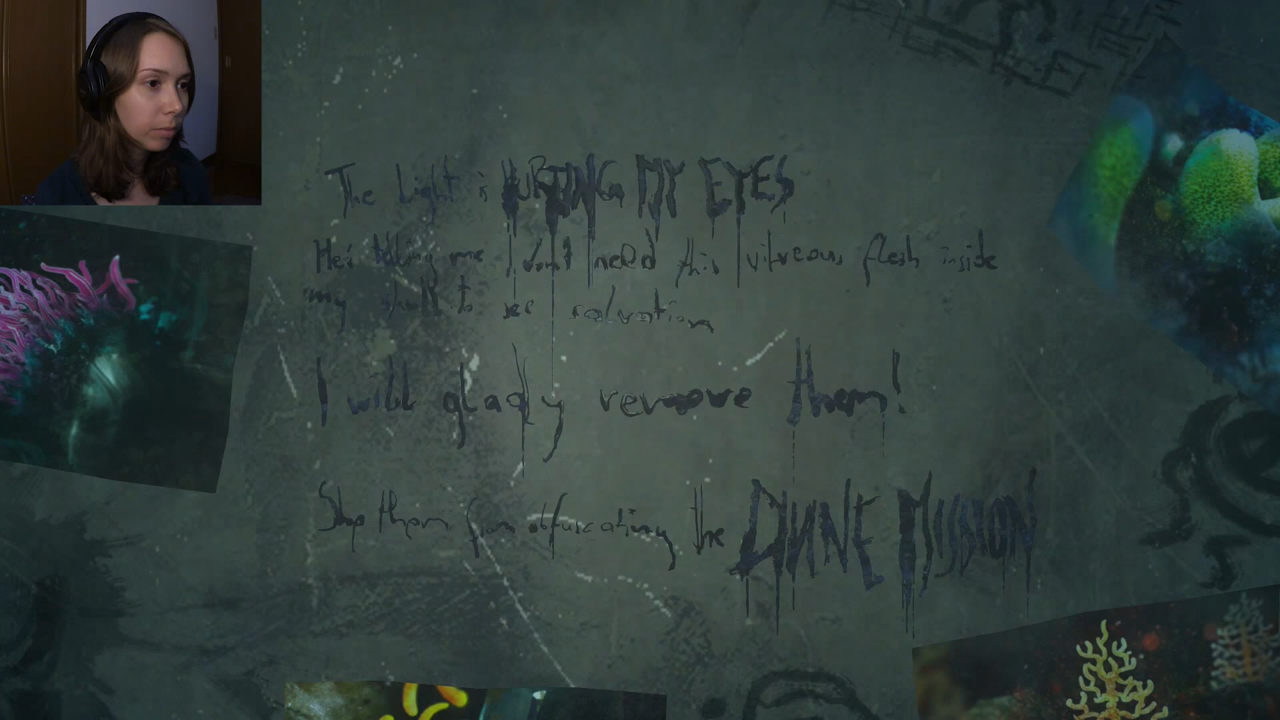 The Light is HURTING MY EYES
He's telling me I don't need this vitreous flesh inside
my skull to see salvation
I will glady remove them!
Stop them from obfuscating the DIVINE MISSION